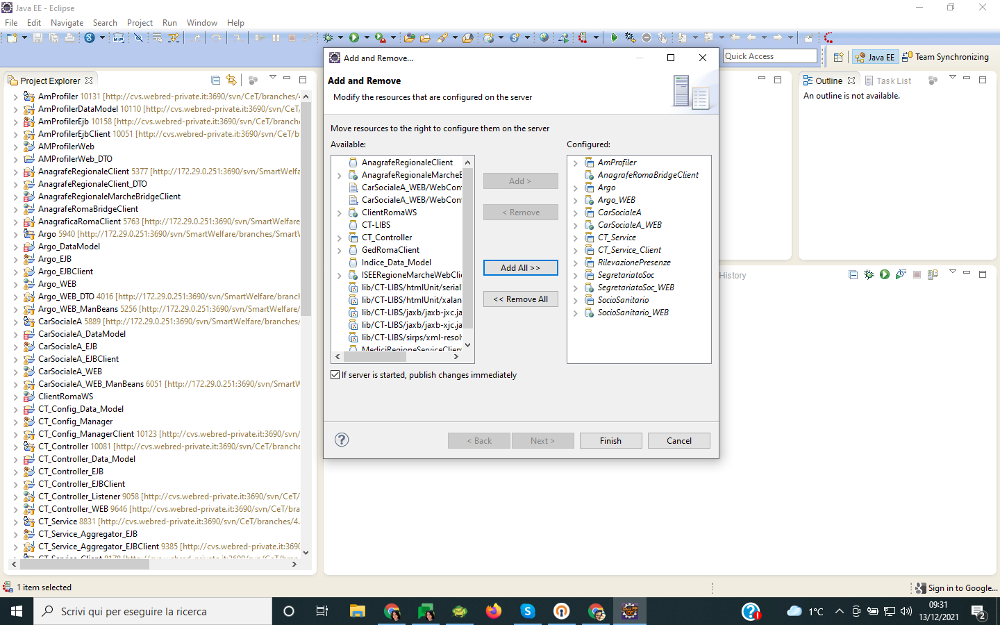 Java EE - Eclipse
File Edit Navigate Search Project Run Window Help
Quick Access
Java EE
Team Synchronizing
Project Explorer
AmProfiler 10131 [http://cvs.webred-private.it:3690/svn/CeT/branches/4
AmProfilerDataModel 10110 [http://cvs.webred-private.it:3690/svn/CeT
AmProfilerEjb 10158 [http://cvs.webred-private.it:3690/svn/CeT/branche
AmProfilerEjbClient 10051 [http://cvs.webred-private.it:3690/svn/CeT/b
AMProfilerWeb
AMProfilerWeb_DTO
AnagrafeRegionaleClient 5377 [http://172.29.0.251:3690/svn/SmartWelfa
AnagrafeRegionaleClient_DTO
AnagrafeRegionaleMarcheBridgeClient
AnagrafeRomaBridgeClient
AnagraficaRomaClient 5763 [http://172.29.0.251:3690/svn/SmartWelfare
Argo 5940 [http://172.29.0.251:3690/svn/SmartWelfare/branches/SmartW
Argo_DataModel
Argo_EJB
Argo_EJBClient
Argo_WEB
Argo_WEB_DTO 4016 [http://172.29.0.251:3690/svn/SmartWelfare/branch
Argo_WEB_ManBeans 5256 [http://172.29.0.251:3690/svn/SmartWelfare/
CarSocialeA 5889 [http://172.29.0.251:3690/svn/SmartWelfare/branches/
CarSocialeA_DataModel
CarSocialeA_EJB
CarSocialeA_EJBClient
CarSocialeA_WEB
CarSocialeA_WEB_ManBeans 6051 [http://172.29.0.251:3690/svn/SmartW
ClientRomaWS
CT_Config_Data_Model
CT_Config_Manager
CT_Config_ManagerClient 10123 [http://cvs.webred-private.it:3690/svn/
CT_Controller 10081 [http://cvs.webred-private.it:3690/svn/CeT/branche
CT_Controller_Data_Model
CT_Controller_EJB
CT_Controller_EJBClient
CT_Controller_Listener 9058 [http://cvs.webred-private.it:3690/svn/CeT/
CT_Controller_WEB 9646 [http://cvs.webred-private.it:3690/svn/CeT/bra
CT_Service 8831 [http://cvs.webred-private.it:3690/svn/CeT/branches/4.
CT_Service_Aggregator_EJB
CT_Service_Aggregator_EJBClient 9385 [http://cvs.webred-private.it:3690
Add and Remove...
Add and Remove
Modify the resources that are configured on the server
Move resources to the right to configure them on the server
Available:
AnagrafeRegionaleClient
AnagrafeRegionaleMarcheB
CarSocialeA_WEB/WebCon
CarSocialeA_WEB/WebCon
ClientRomaWS
CT-LIBS
CT_Controller
GedRomaClient
Indice_Data_Model
ISEERegioneMarcheWebClie
lib/CT-LIBS/htmlUnit/serial
lib/CT-LIBS/htmlUnit/xalan
lib/CT-LIBS/jaxb/jaxb-jxc.ja
lib/CT-LIBS/jaxb/jaxb-xjc.ja
lib/CT-LIBS/sirps/xml-resol
MediciRegioneServiceClien
Add >
< Remove
Add All >>
<< Remove All
Configured:
AmProfiler
AnagrafeRomaBridgeClient
Argo
Argo_WEB
CarSocialeA
CarSocialeA_WEB
CT_Service
CT_Service_Client
RilevazionePresenze
SegretariatoSoc
SegretariatoSoc_WEB
SocioSanitario
SocioSanitario_WEB
If server is started, publish changes immediately
< Back
Next >
Finish
Cancel
Outline
Task List
An outline is not available.
History
1 item selected
Sign in to Google...
Scrivi qui per eseguire la ricerca
1°C
09:31
13/12/2021
2